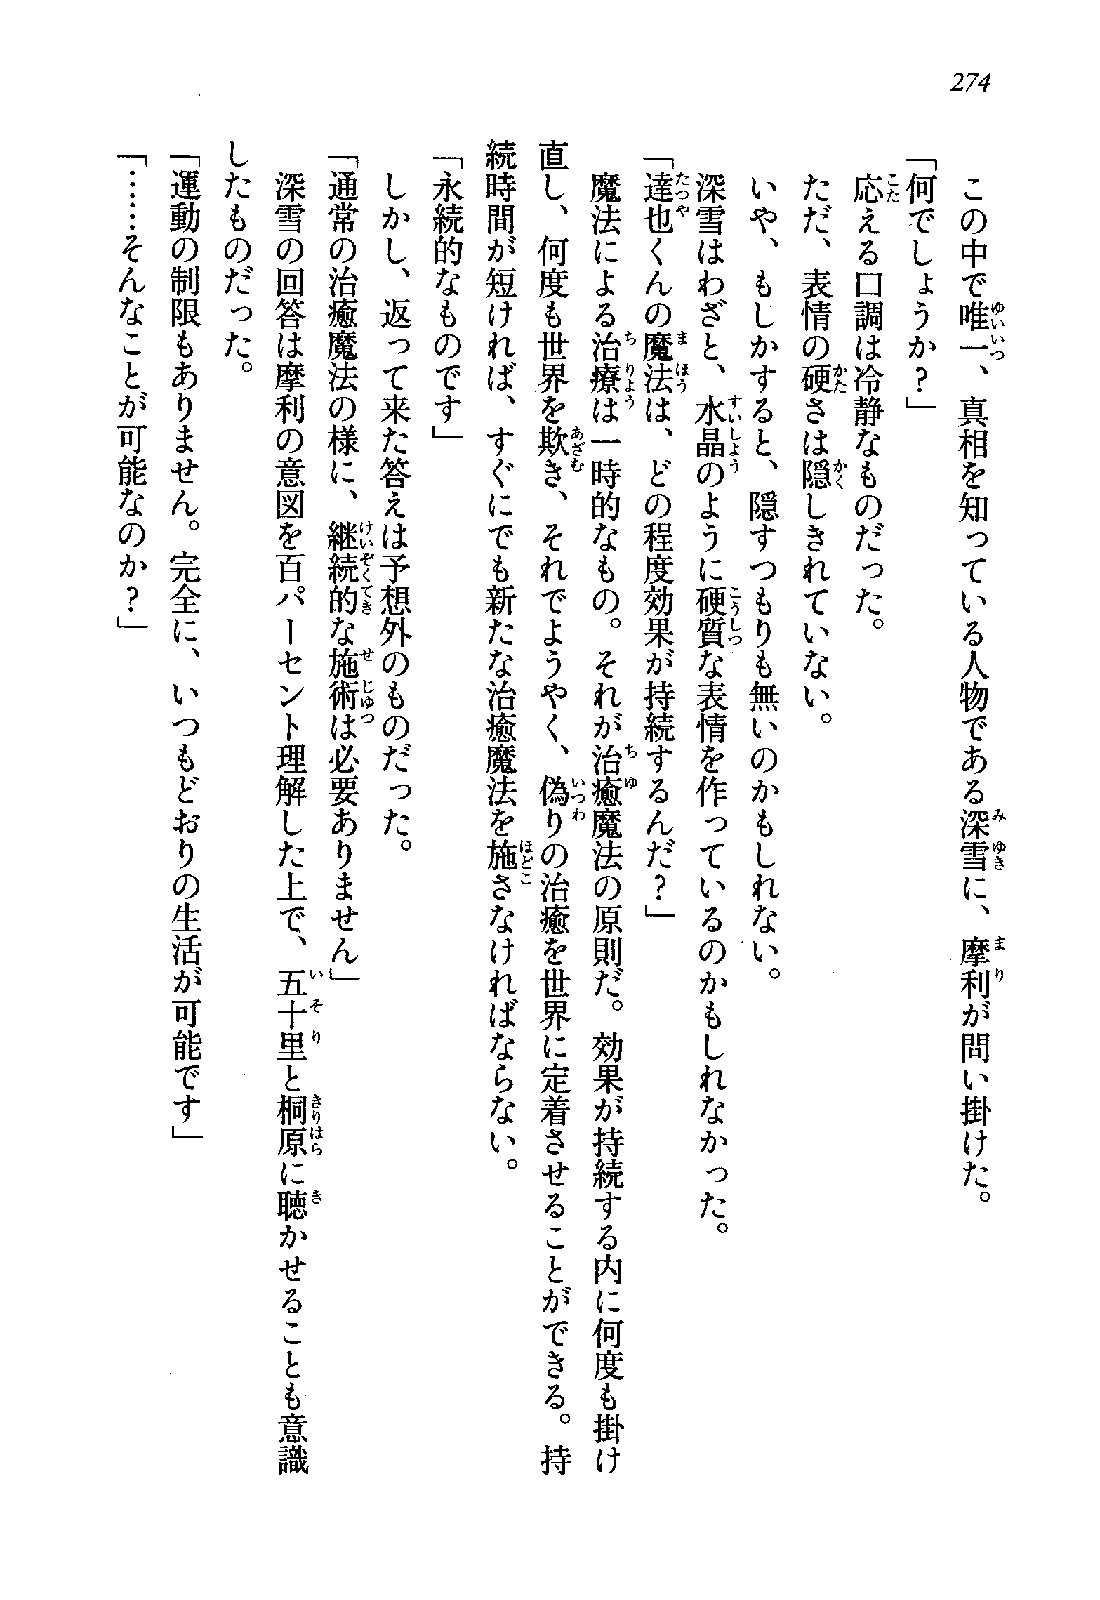 274
この中で唯一、真相を知っている人物である深雪に、摩利が問い掛けた。
「何でしょうか？」
応える口調は冷静なものだった。
ただ、表情の硬さは隠しきれていない。
いや、もしかすると、隠すつもりも無いのかもしれない。
深雪はわざと、水晶のように硬質な表情を作っているのかもしれなかった。
「達也くんの魔法は、どの程度効果が持続するんだ？」
魔法による治療は一時的なもの。それが治癒魔法の原則だ。効果が持続する内に何度も掛け
直し、何度も世界を欺き、それでようやく、偽りの治癒を世界に定着させることができる。持
続時間が短ければ、すぐにでも新たな治癒魔法を施さなければならない。
「永続的なものです」
しかし、返って来た答えは予想外のものだった。
「通常の治癒魔法の様に、継続的な施術は必要ありません」
深雪の回答は摩利の意図を百パーセント理解した上で、五十里と桐原に聴かせることも意識
したものだった。
「運動の制限もありません。完全に、いつもどおりの生活が可能です」
「……そんなことが可能なのか？」